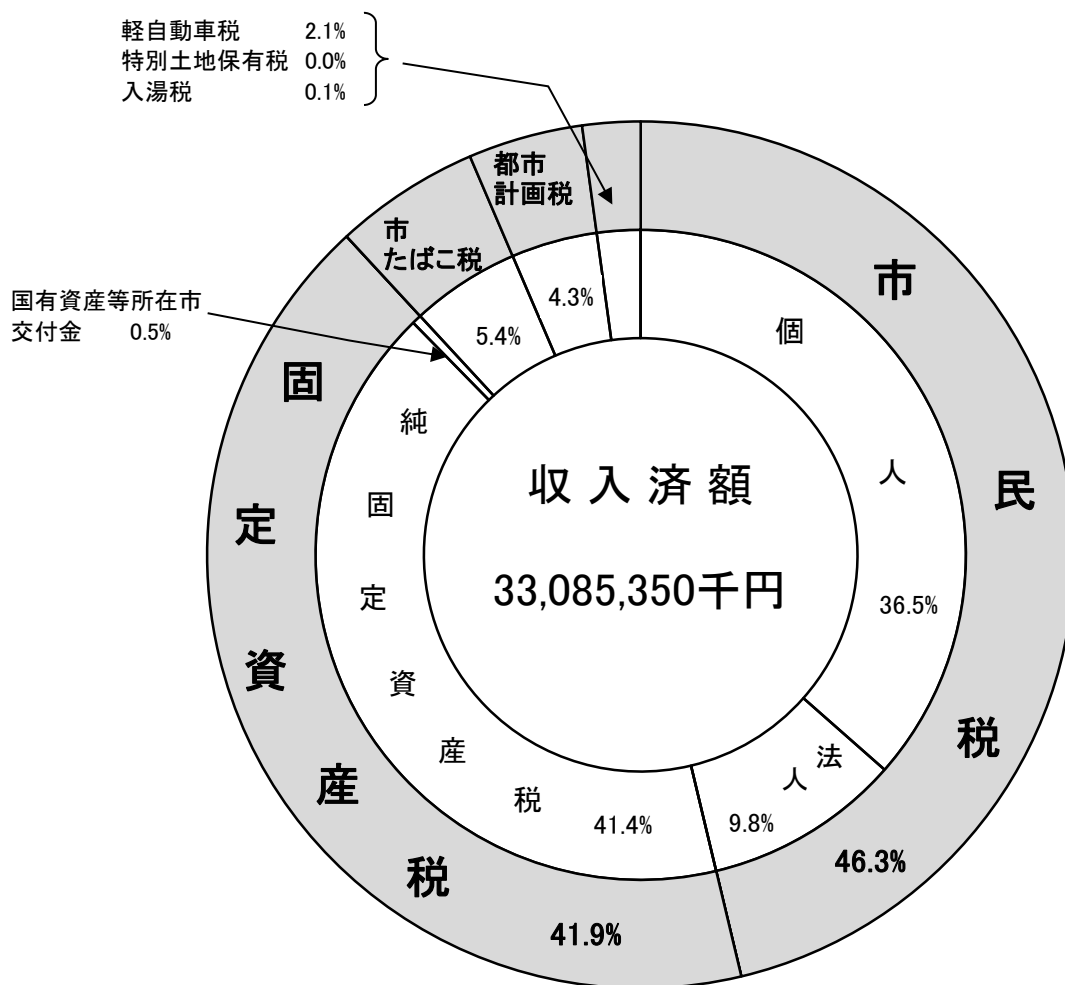 軽自動車税 2.1%
特別土地保有税 0.0%
入湯税 0.1%
都市
計画税
市
たばこ税
国有資産等所在市
交付金 0.5%
5.4%
4.3%
市
民
税
46.3%
個
人
36.5%
法
人
9.8%
固
定
資
産
税
41.9%
純
固
定
資
産
税
41.4%
収入済額
33,085,350千円